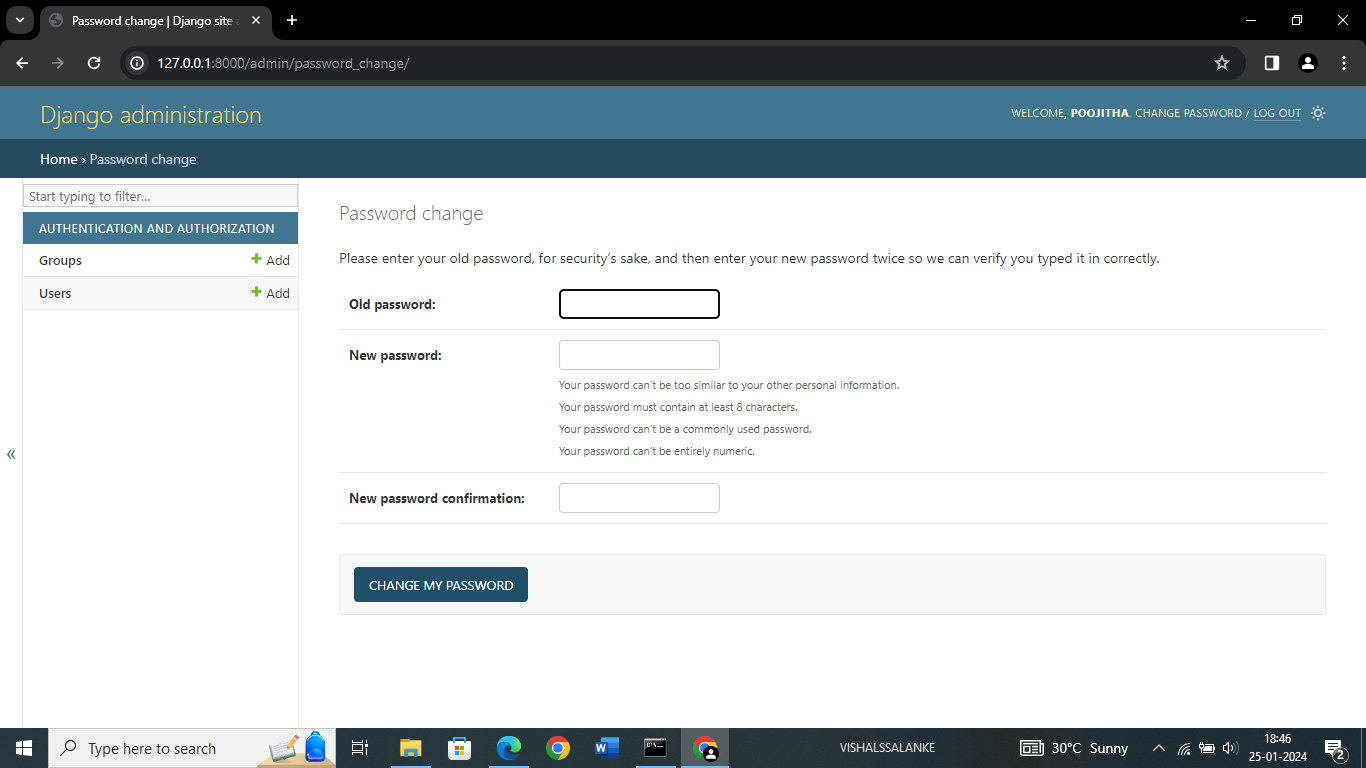 Password change | Django site a
127.0.0.1:8000/admin/password_change/
Django administration
WELCOME, POOJITHA. CHANGE PASSWORD / LOG OUT
Home › Password change
Start typing to filter...
AUTHENTICATION AND AUTHORIZATION
Groups + Add
Users + Add
«
Password change
Please enter your old password, for security's sake, and then enter your new password twice so we can verify you typed it in correctly.
Old password:
New password:
Your password can't be too similar to your other personal information.
Your password must contain at least 8 characters.
Your password can't be a commonly used password.
Your password can't be entirely numeric.
New password confirmation:
CHANGE MY PASSWORD
Type here to search
VISHALSSALANKE
30°C Sunny
18:46
25-01-2024
2